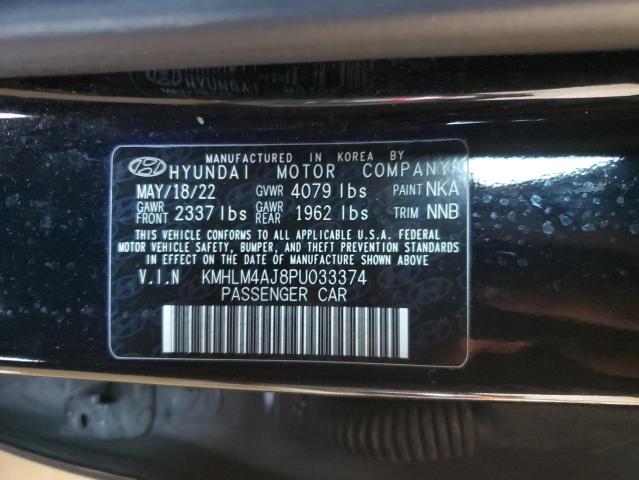 MANUFACTURED IN KOREA BY
HYUNDAI MOTOR COMPANY
MAY/18/22 GVWR 4079 lbs PAINT NKA
GAWR FRONT 2337 lbs GAWR REAR 1962 lbs TRIM NNB
THIS VEHICLE CONFORMS TO ALL APPLICABLE U.S.A. FEDERAL
MOTOR VEHICLE SAFETY, BUMPER, AND THEFT PREVENTION STANDARDS
IN EFFECT ON THE DATE OF MANUFACTURE SHOWN ABOVE
V.I.N KMHLM4AJ8PU033374
PASSENGER CAR